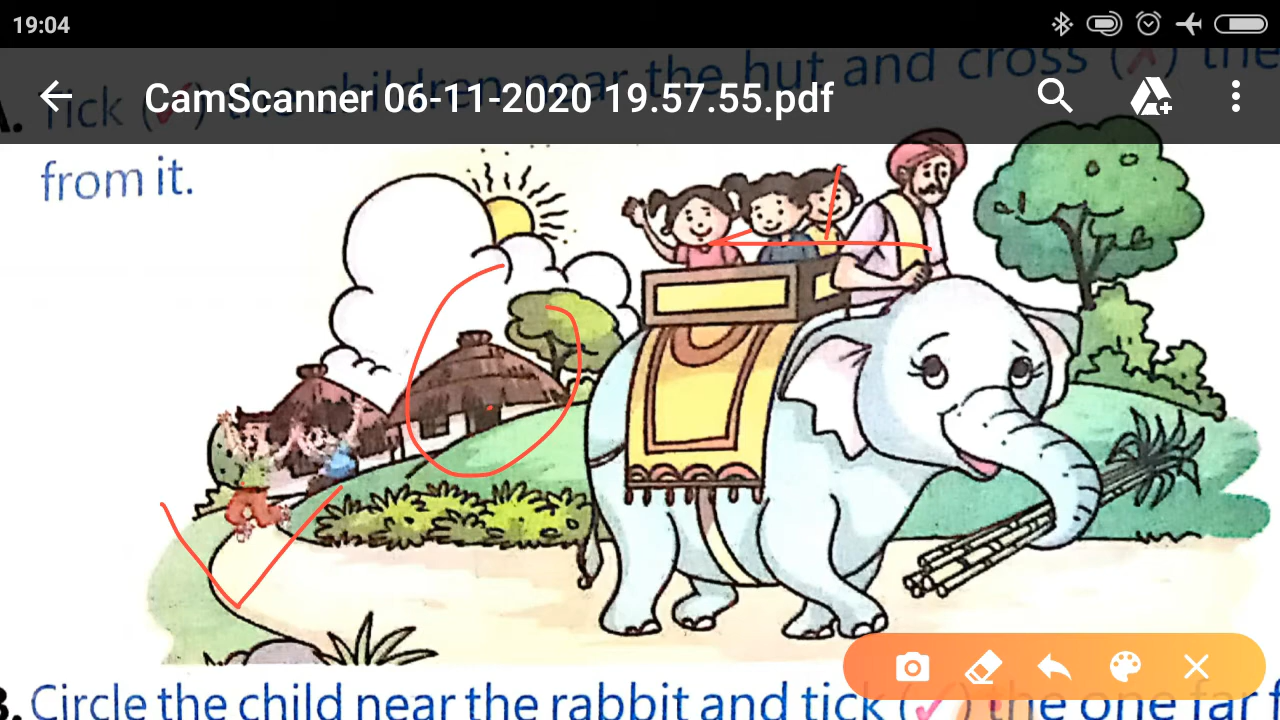 19:04
CamScanner 06-11-2020 19.57.55.pdf
A. Tick (✓) the children near the hut and cross (✗) the
from it.
B. Circle the child near the rabbit and tick (✓) the one far f